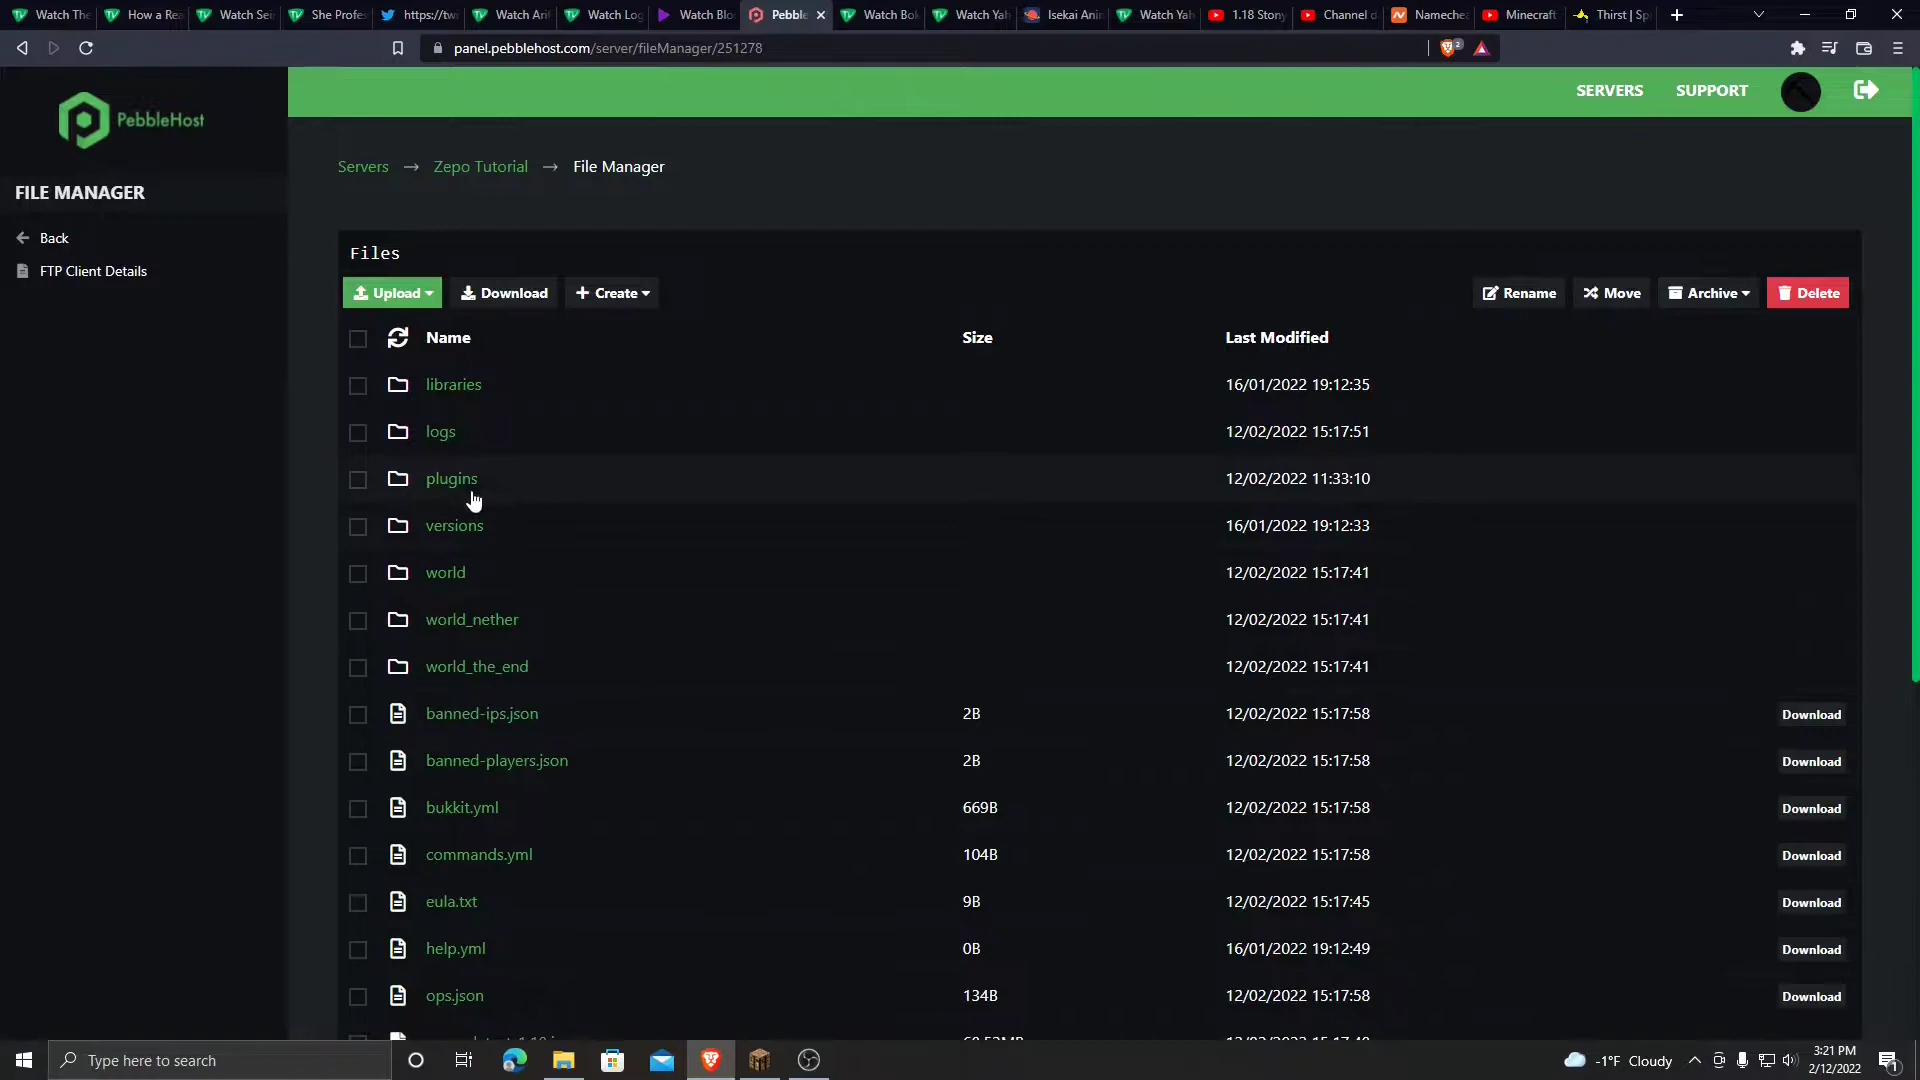 Watch The
How a Rea
Watch Sei
She Profes
https://tw
Watch Ari
Watch Log
Watch Blo
Pebble
Watch Bok
Watch Yah
Isekai Ani
Watch Yah
1.18 Stony
Channel d
Nameche
Minecraft
Thirst | Sp
panel.pebblehost.com/server/fileManager/251278
2
PebbleHost
SERVERS
SUPPORT
FILE MANAGER
Back
FTP Client Details
Servers → Zepo Tutorial → File Manager
Files
Upload
Download
Create
Rename
Move
Archive
Delete
Name Size Last Modified
libraries 16/01/2022 19:12:35
logs 12/02/2022 15:17:51
plugins 12/02/2022 11:33:10
versions 16/01/2022 19:12:33
world 12/02/2022 15:17:41
world_nether 12/02/2022 15:17:41
world_the_end 12/02/2022 15:17:41
banned-ips.json 2B 12/02/2022 15:17:58 Download
banned-players.json 2B 12/02/2022 15:17:58 Download
bukkit.yml 669B 12/02/2022 15:17:58 Download
commands.yml 104B 12/02/2022 15:17:58 Download
eula.txt 9B 12/02/2022 15:17:45 Download
help.yml 0B 16/01/2022 19:12:49 Download
ops.json 134B 12/02/2022 15:17:58 Download
Type here to search
-1°F Cloudy
3:21 PM
2/12/2022
1